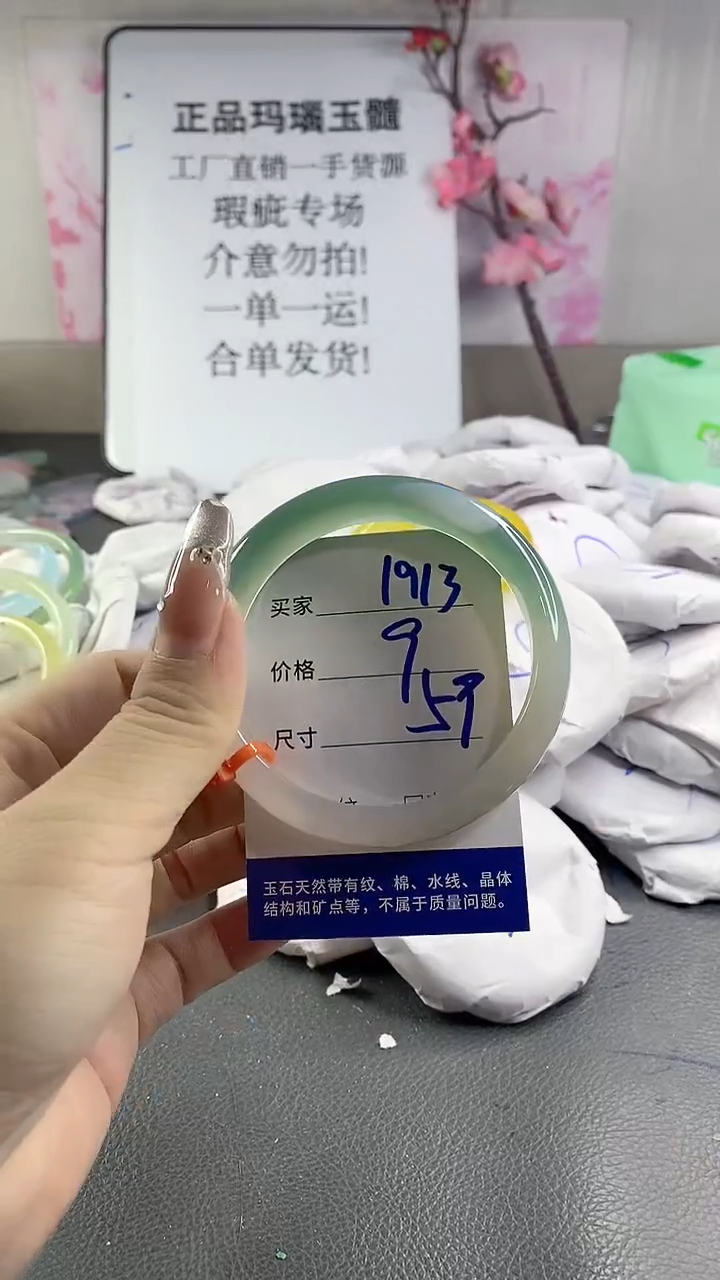 正品玛瑙玉髓
工厂直销一手货源
瑕疵专场
介意勿拍!
一单一运!
合单发货!
买家 1913
价格 9
尺寸 59
玉石天然带有纹、棉、水线、晶体
结构和矿点等，不属于质量问题。